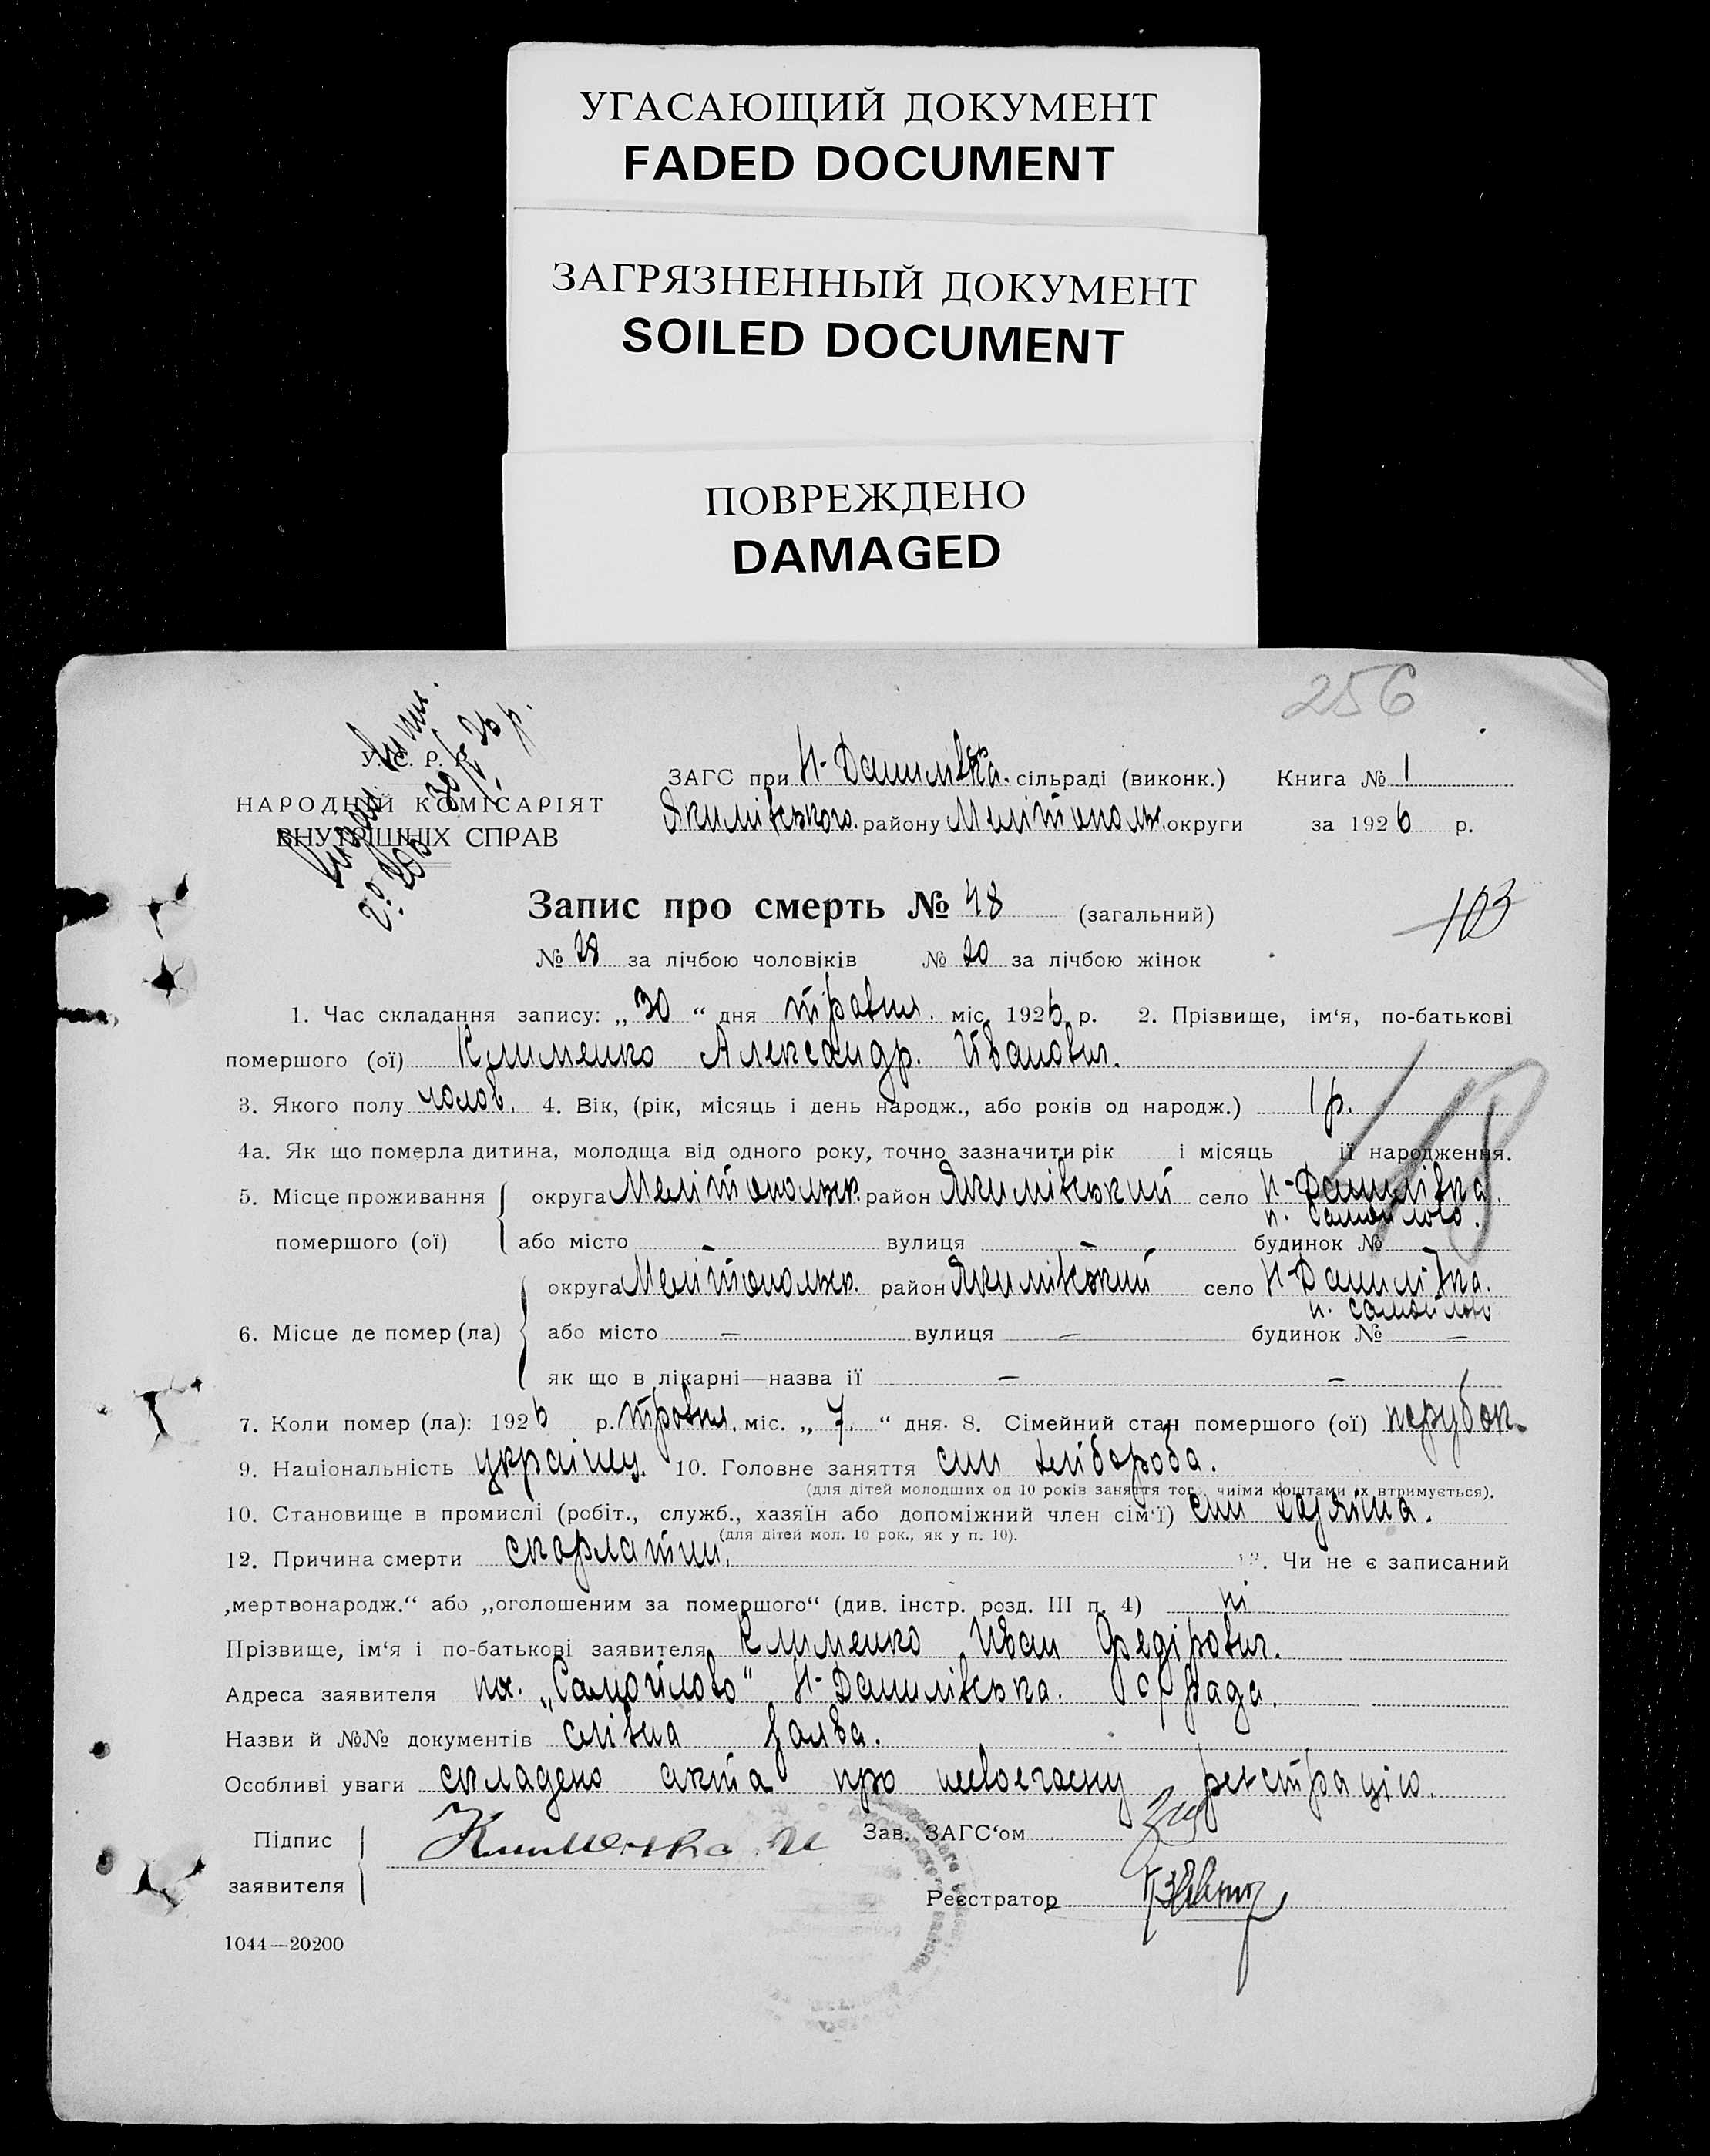 УГАСАЮЩИЙ ДОКУМЕНТ
FADED DOCUMENT
ЗАГРЯЗНЕННЫЙ ДОКУМЕНТ
SOILED DOCUMENT
ПОВРЕЖДЕНО
DAMAGED
256
У. С. Р. Р.
НАРОДНИЙ КОМІСАРІЯТ
ВНУТРІШНІХ СПРАВ
ЗАГС при Н-Данилівськ. сільраді (виконк.) Книга № 1
Якимівського району Мелітопольс. округи за 1926 р.
Запис про смерть № 48 (загальний)
103
№ 28 за лічбою чоловіків № 20 за лічбою жінок
1. Час складання запису: „30“ дня травня. міс. 1926 р. 2. Прізвище, ім‘я, по-батькові
помершого (ої) Клименко Александр. Иванович.
3. Якого полу чолов. 4. Вік, (рік, місяць і день народж., або років од народж.) 1 р.
4а. Як що померла дитина, молодща від одного року, точно зазначити рік і місяць її народження.
5. Місце проживання округа Мелітопольськ. район Якимівський село Н-Данилівка.
п. Самойлово.
помершого (ої) або місто – вулиця – будинок №
округа Мелітопольськ. район Якимівський село Н-Данилівка.
п. Самойлово
6. Місце де помер (ла) або місто – вулиця – будинок № –
як що в лікарні—назва її – –
7. Коли помер (ла): 1926 р. травня. міс. „7.“ дня. 8. Сімейний стан помершого (ої) парубок.
9. Національність українец. 10. Головне заняття син хлібороба.
(для дітей молодших од 10 років заняття того, чиїми коштами їх втримується).
10. Становище в промислі (робіт., служб., хазяїн або допоміжний член сім‘ї) син хазяїна.
(для дітей мол. 10 рок., як у п. 10).
12. Причина смерти скарлатин. 13. Чи не є записаний
„мертвонародж.“ або „оголошеним за помершого“ (див. інстр. розд. III п. 4) ні
Прізвище, ім‘я і по-батькові заявителя Клименко Иван Федірович.
Адреса заявителя пос. „Самойлово“ Н-Данилівська. с/рада.
Назви й №№ документів слівна заява.
Особливі уваги складено акта про несвоєчасну реєстрацію.
Підпис
заявителя
Клименко И
Зав. ЗАГС‘ом
Реєстратор
1044—20200